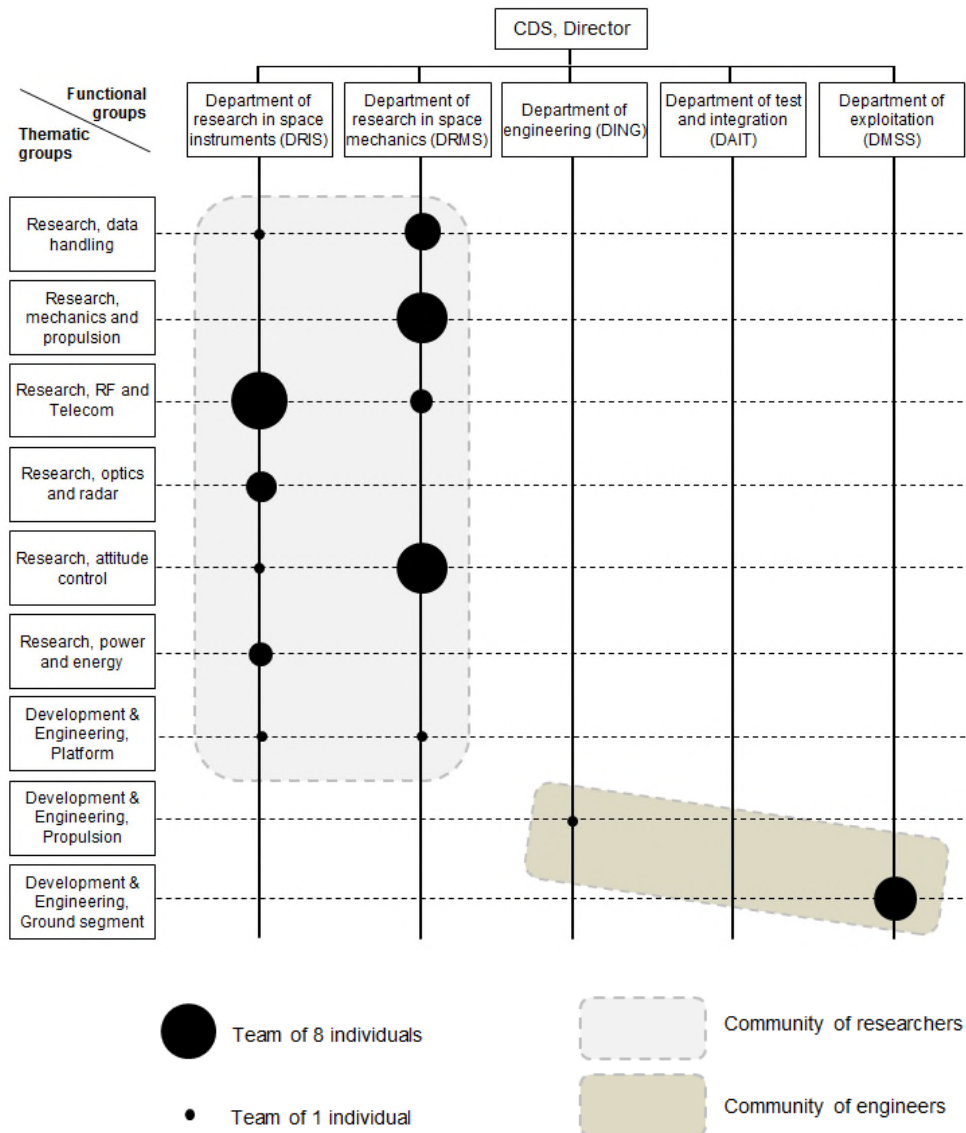 CDS, Director
Functional
groups
Thematic
groups
Department of
research in space
instruments (DRIS)
Department of
research in space
mechanics (DRMS)
Department of
engineering (DING)
Department of test
and integration
(DAIT)
Department of
exploitation
(DMSS)
Research, data
handling
Research,
mechanics and
propulsion
Research, RF and
Telecom
Research, optics
and radar
Research, attitude
control
Research, power
and energy
Development &
Engineering,
Platform
Development &
Engineering,
Propulsion
Development &
Engineering,
Ground segment
Team of 8 individuals
Team of 1 individual
Community of researchers
Community of engineers